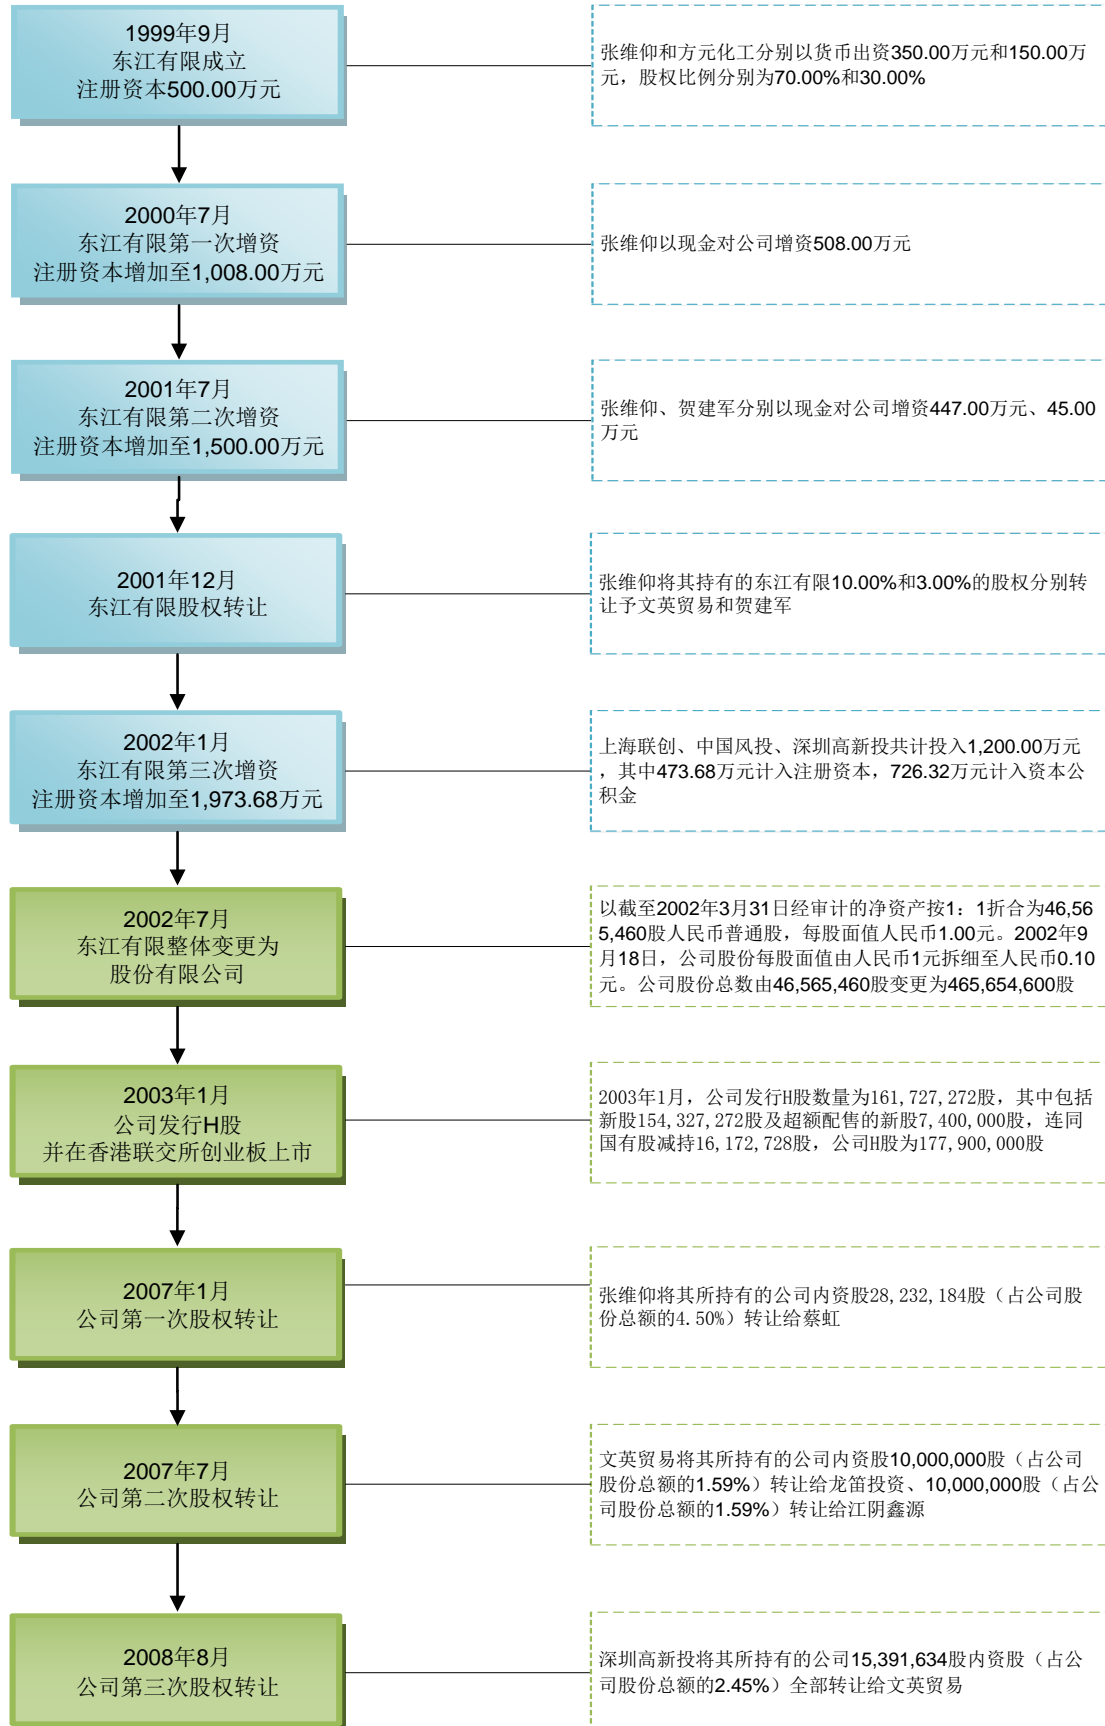 1999年9月
东江有限成立
注册资本500.00万元
张维仰和方元化工分别以货币出资350.00万元和150.00万
元，股权比例分别为70.00%和30.00%
2000年7月
东江有限第一次增资
注册资本增加至1,008.00万元
张维仰以现金对公司增资508.00万元
2001年7月
东江有限第二次增资
注册资本增加至1,500.00万元
张维仰、贺建军分别以现金对公司增资447.00万元、45.00
万元
2001年12月
东江有限股权转让
张维仰将其持有的东江有限10.00%和3.00%的股权分别转
让予文英贸易和贺建军
2002年1月
东江有限第三次增资
注册资本增加至1,973.68万元
上海联创、中国风投、深圳高新投共计投入1,200.00万元
，其中473.68万元计入注册资本，726.32万元计入资本公
积金
2002年7月
东江有限整体变更为
股份有限公司
以截至2002年3月31日经审计的净资产按1：1折合为46,56
5,460股人民币普通股，每股面值人民币1.00元。2002年9
月18日，公司股份每股面值由人民币1元拆细至人民币0.10
元。公司股份总数由46,565,460股变更为465,654,600股
2003年1月
公司发行H股
并在香港联交所创业板上市
2003年1月，公司发行H股数量为161,727,272股，其中包括
新股154,327,272股及超额配售的新股7,400,000股，连同
国有股减持16,172,728股，公司H股为177,900,000股
2007年1月
公司第一次股权转让
张维仰将其所持有的公司内资股28,232,184股（占公司股
份总额的4.50%）转让给蔡虹
2007年7月
公司第二次股权转让
文英贸易将其所持有的公司内资股10,000,000股（占公司
股份总额的1.59%）转让给龙笛投资、10,000,000股（占公
司股份总额的1.59%）转让给江阴鑫源
2008年8月
公司第三次股权转让
深圳高新投将其所持有的公司15,391,634股内资股（占公
司股份总额的2.45%）全部转让给文英贸易